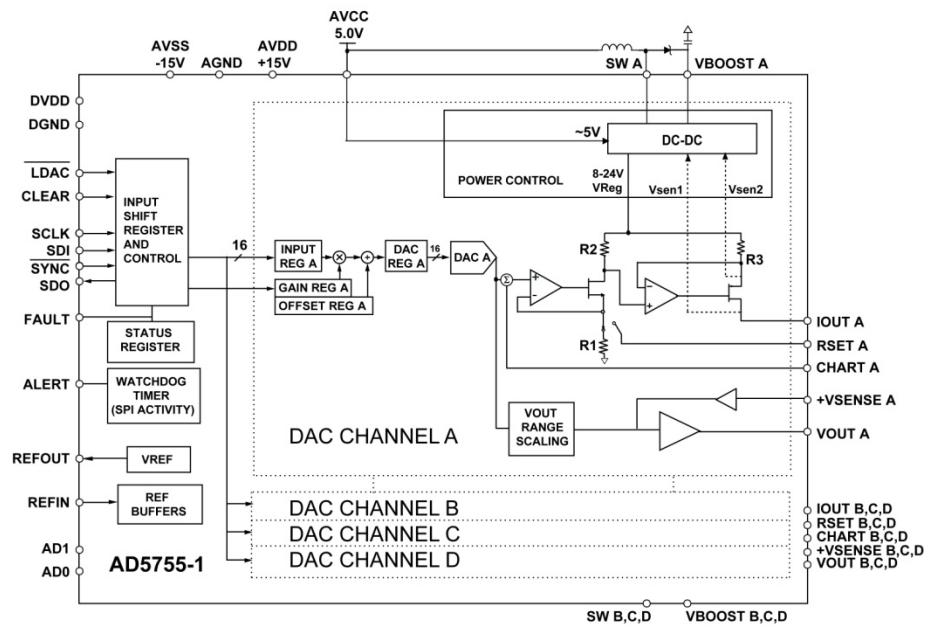 AVCC
5.0V
AVSS
-15V
AGND
AVDD
+15V
SW A
VBOOST A
DVDD
DGND
~5V
DC-DC
POWER CONTROL
8-24V
VReg
Vsen1
Vsen2
LDAC
CLEAR
SCLK
SDI
SYNC
SDO
FAULT
INPUT
SHIFT
REGISTER
AND
CONTROL
16
INPUT
REG A
GAIN REG A
OFFSET REG A
×
+
DAC
REG A
16
DAC A
Σ
+
-
R2
R1
-
+
R3
STATUS
REGISTER
ALERT
WATCHDOG
TIMER
(SPI ACTIVITY)
IOUT A
RSET A
CHART A
+VSENSE A
VOUT A
VOUT
RANGE
SCALING
DAC CHANNEL A
REFOUT
VREF
REFIN
REF
BUFFERS
AD1
AD0
AD5755-1
DAC CHANNEL B
DAC CHANNEL C
DAC CHANNEL D
IOUT B,C,D
RSET B,C,D
CHART B,C,D
+VSENSE B,C,D
VOUT B,C,D
SW B,C,D
VBOOST B,C,D